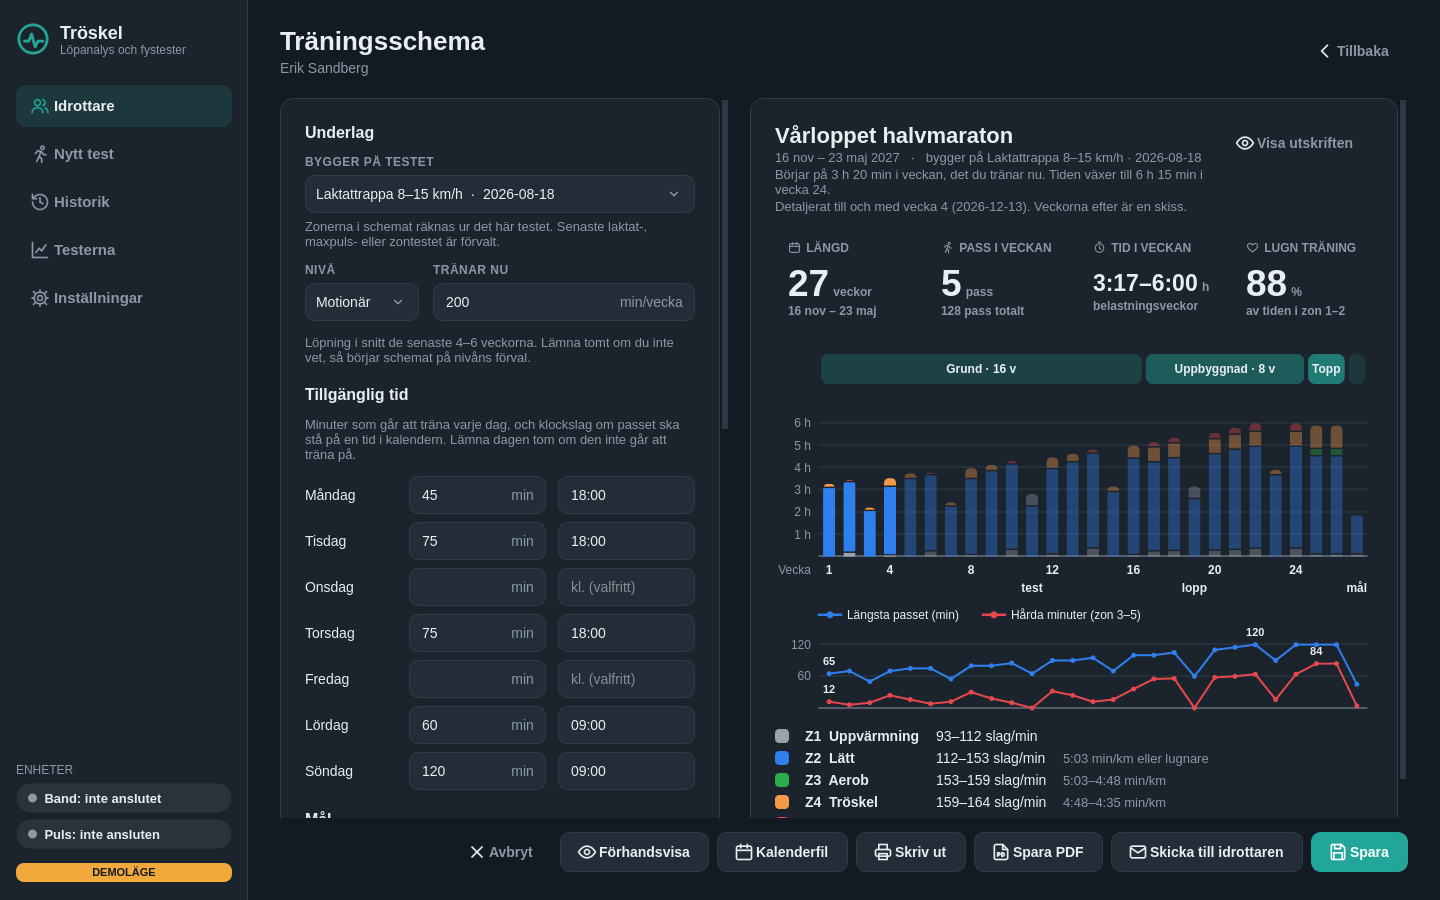 Tröskel
Löpanalys och fystester
Idrottare
Nytt test
Historik
Testerna
Inställningar
ENHETER
Band: inte anslutet
Puls: inte ansluten
DEMOLÄGE
Träningsschema
Erik Sandberg
Tillbaka
Underlag
BYGGER PÅ TESTET
Laktattrappa 8–15 km/h · 2026-08-18
Zonerna i schemat räknas ur det här testet. Senaste laktat-,
maxpuls- eller zontestet är förvalt.
NIVÅ TRÄNAR NU
Motionär 200 min/vecka
Löpning i snitt de senaste 4–6 veckorna. Lämna tomt om du inte
vet, så börjar schemat på nivåns förval.
Tillgänglig tid
Minuter som går att träna varje dag, och klockslag om passet ska
stå på en tid i kalendern. Lämna dagen tom om den inte går att
träna på.
Måndag 45 min 18:00
Tisdag 75 min 18:00
Onsdag min kl. (valfritt)
Torsdag 75 min 18:00
Fredag min kl. (valfritt)
Lördag 60 min 09:00
Söndag 120 min 09:00
Vårloppet halvmaraton
Visa utskriften
16 nov – 23 maj 2027 · bygger på Laktattrappa 8–15 km/h · 2026-08-18
Börjar på 3 h 20 min i veckan, det du tränar nu. Tiden växer till 6 h 15 min i
vecka 24.
Detaljerat till och med vecka 4 (2026-12-13). Veckorna efter är en skiss.
LÄNGD PASS I VECKAN TID I VECKAN LUGN TRÄNING
27 veckor 5 pass 3:17–6:00 h 88 %
16 nov – 23 maj 128 pass totalt belastningsveckor av tiden i zon 1–2
Grund · 16 v Uppbyggnad · 8 v Topp
6 h
5 h
4 h
3 h
2 h
1 h
Vecka 1 4 8 12 16 20 24
test lopp mål
Längsta passet (min) Hårda minuter (zon 3–5)
120
120
84
65
60
12
Z1 Uppvärmning 93–112 slag/min
Z2 Lätt 112–153 slag/min 5:03 min/km eller lugnare
Z3 Aerob 153–159 slag/min 5:03–4:48 min/km
Z4 Tröskel 159–164 slag/min 4:48–4:35 min/km
Avbryt Förhandsvisa Kalenderfil Skriv ut Spara PDF Skicka till idrottaren Spara